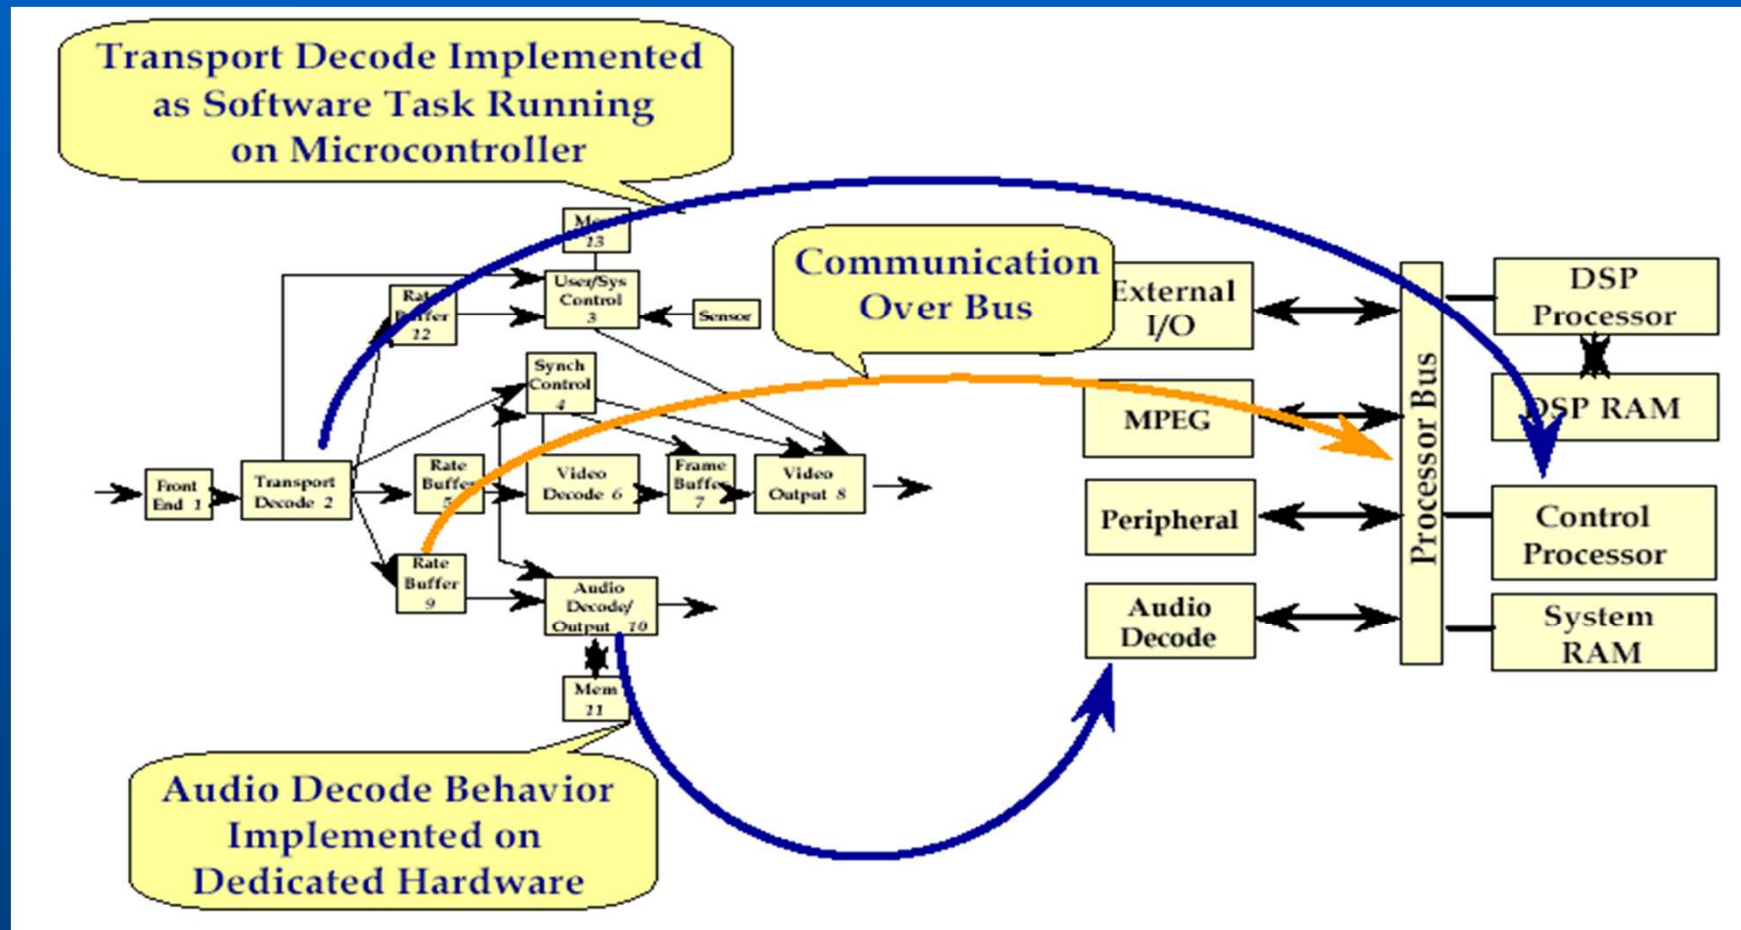 Transport Decode Implemented
as Software Task Running
on Microcontroller
13
User/Sys
Control
3
Rate
Buffer
12
Sensor
Communication
Over Bus
Synch
Control
4
Front
End 1
Transport
Decode 2
Rate
Buffer
5
Video
Decode 6
Frame
Buffer
7
Video
Output 8
Rate
Buffer
9
Audio
Decode/
Output 10
Mem
11
Audio Decode Behavior
Implemented on
Dedicated Hardware
External
I/O
MPEG
Peripheral
Audio
Decode
Processor Bus
DSP
Processor
DSP RAM
Control
Processor
System
RAM